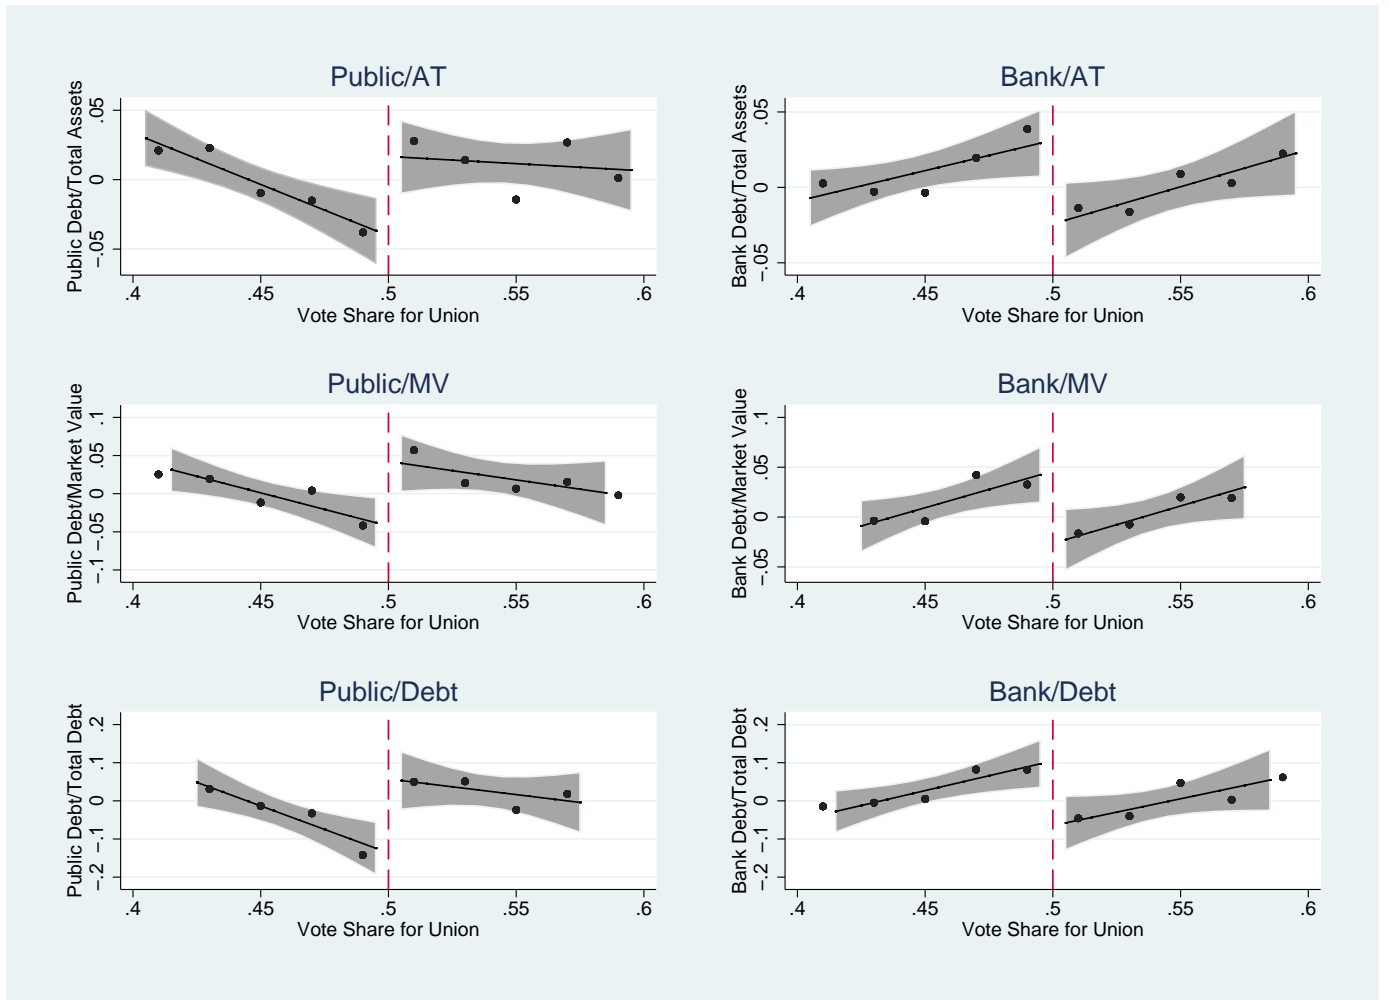 Public/AT
Public Debt/Total Assets
.05
0
−.05
.4 .45 .5 .55 .6
Vote Share for Union
Bank/AT
Bank Debt/Total Assets
.05
0
−.05
.4 .45 .5 .55 .6
Vote Share for Union
Public/MV
Public Debt/Market Value
.1
.05
0
−.05
−.1
.4 .45 .5 .55 .6
Vote Share for Union
Bank/MV
Bank Debt/Market Value
.1
.05
0
−.05
.4 .45 .5 .55 .6
Vote Share for Union
Public/Debt
Public Debt/Total Debt
.2
.1
0
−.1
−.2
.4 .45 .5 .55 .6
Vote Share for Union
Bank/Debt
Bank Debt/Total Debt
.2
.1
0
−.1
−.2
.4 .45 .5 .55 .6
Vote Share for Union